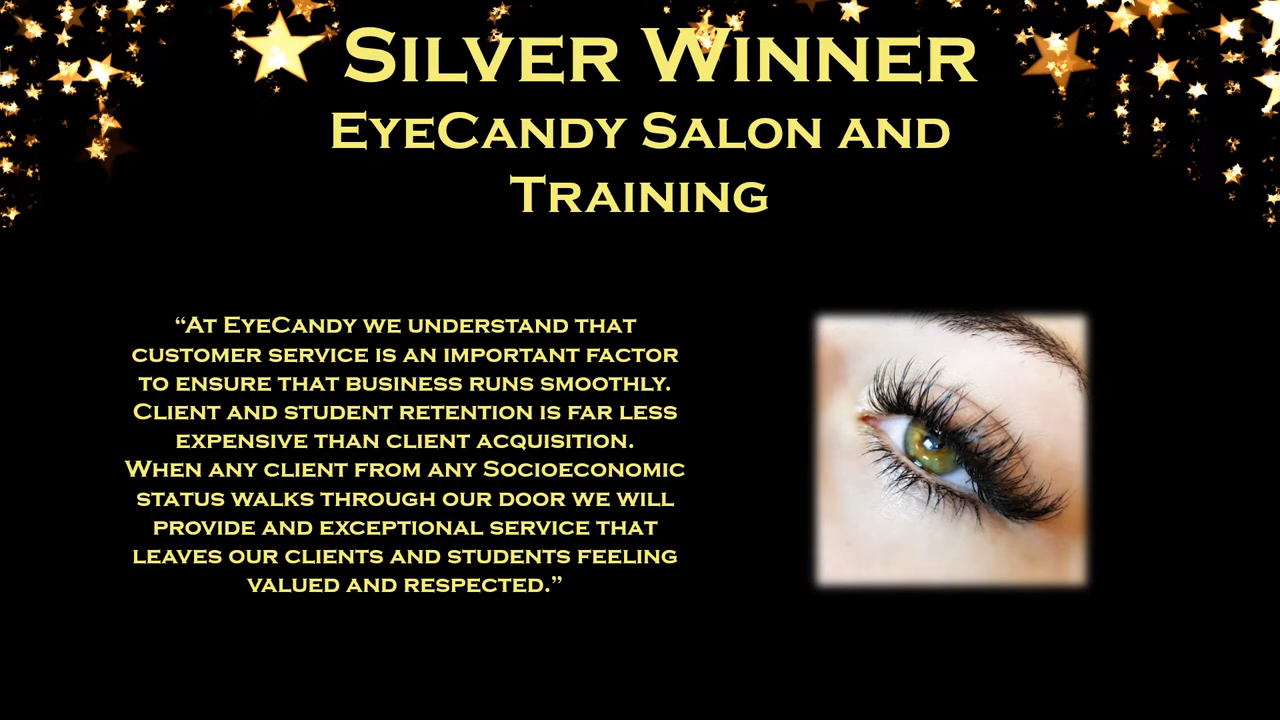 Silver Winner
EyeCandy Salon and
Training
“At EyeCandy we understand that
customer service is an important factor
to ensure that business runs smoothly.
Client and student retention is far less
expensive than client acquisition.
When any client from any Socioeconomic
status walks through our door we will
provide and exceptional service that
leaves our clients and students feeling
valued and respected.”